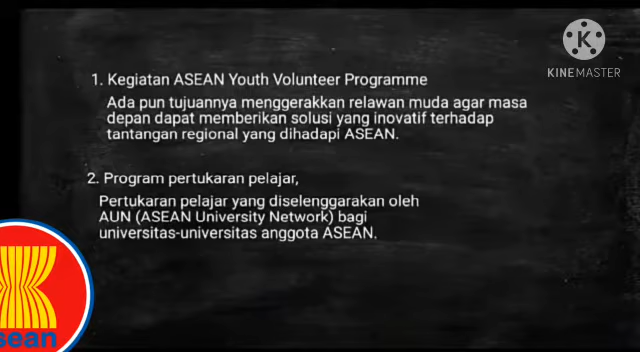 KINEMASTER
1. Kegiatan ASEAN Youth Volunteer Programme
Ada pun tujuannya menggerakkan relawan muda agar masa
depan dapat memberikan solusi yang inovatif terhadap
tantangan regional yang dihadapi ASEAN.
2. Program pertukaran pelajar,
Pertukaran pelajar yang diselenggarakan oleh
AUN (ASEAN University Network) bagi
universitas-universitas anggota ASEAN.
asean